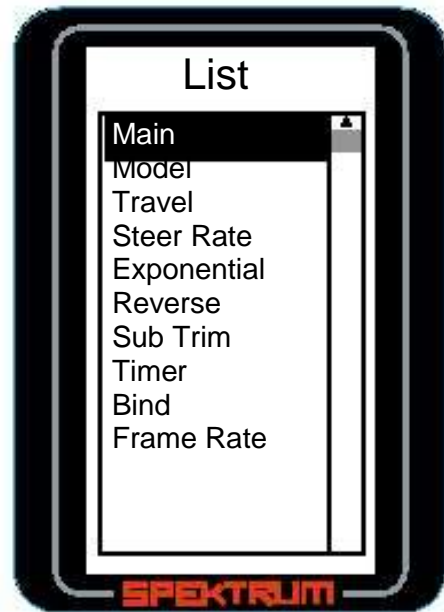 List
Main
Model
Travel
Steer Rate
Exponential
Reverse
Sub Trim
Timer
Bind
Frame Rate
SPEKTRUM